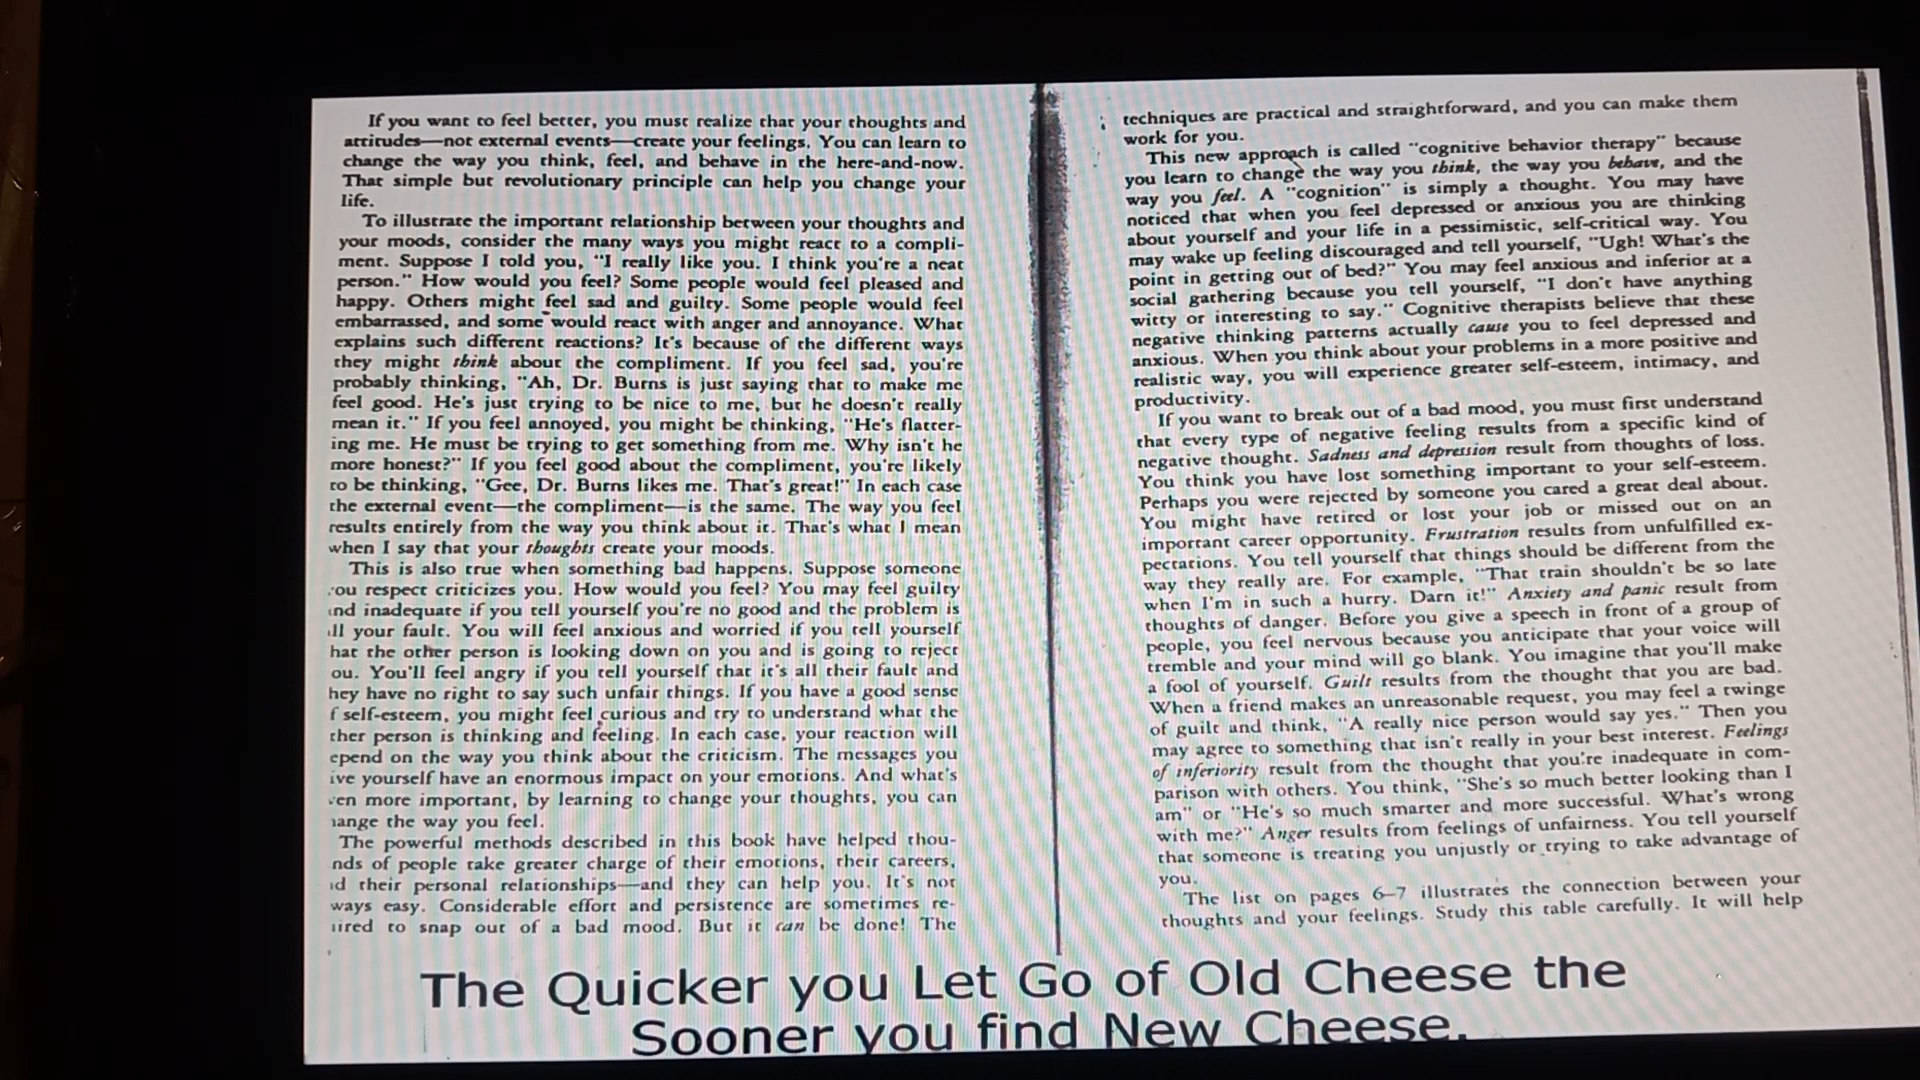 If you want to feel better, you must realize that your thoughts and
attitudes—not external events—create your feelings. You can learn to
change the way you think, feel, and behave in the here-and-now.
That simple but revolutionary principle can help you change your
life.
To illustrate the important relationship between your thoughts and
your moods, consider the many ways you might react to a compli-
ment. Suppose I told you, "I really like you. I think you're a neat
person." How would you feel? Some people would feel pleased and
happy. Others might feel sad and guilty. Some people would feel
embarrassed, and some would react with anger and annoyance. What
explains such different reactions? It's because of the different ways
they might think about the compliment. If you feel sad, you're
probably thinking, "Ah, Dr. Burns is just saying that to make me
feel good. He's just trying to be nice to me, but he doesn't really
mean it." If you feel annoyed, you might be thinking, "He's flatter-
ing me. He must be trying to get something from me. Why isn't he
more honest?" If you feel good about the compliment, you're likely
to be thinking, "Gee, Dr. Burns likes me. That's great!" In each case
the external event—the compliment—is the same. The way you feel
results entirely from the way you think about it. That's what I mean
when I say that your thoughts create your moods.
This is also true when something bad happens. Suppose someone
ou respect criticizes you. How would you feel? You may feel guilty
nd inadequate if you tell yourself you're no good and the problem is
ll your fault. You will feel anxious and worried if you tell yourself
hat the other person is looking down on you and is going to reject
ou. You'll feel angry if you tell yourself that it's all their fault and
hey have no right to say such unfair things. If you have a good sense
f self-esteem, you might feel curious and try to understand what the
ther person is thinking and feeling. In each case, your reaction will
epend on the way you think about the criticism. The messages you
ive yourself have an enormous impact on your emotions. And what's
ven more important, by learning to change your thoughts, you can
hange the way you feel.
The powerful methods described in this book have helped thou-
nds of people take greater charge of their emotions, their careers,
nd their personal relationships—and they can help you. It's not
ways easy. Considerable effort and persistence are sometimes re-
uired to snap out of a bad mood. But it can be done! The
techniques are practical and straightforward, and you can make them
work for you.
This new approach is called "cognitive behavior therapy" because
you learn to change the way you think, the way you behave, and the
way you feel. A "cognition" is simply a thought. You may have
noticed that when you feel depressed or anxious you are thinking
about yourself and your life in a pessimistic, self-critical way. You
may wake up feeling discouraged and tell yourself, "Ugh! What's the
point in getting out of bed?" You may feel anxious and inferior at a
social gathering because you tell yourself, "I don't have anything
witty or interesting to say." Cognitive therapists believe that these
negative thinking patterns actually cause you to feel depressed and
anxious. When you think about your problems in a more positive and
realistic way, you will experience greater self-esteem, intimacy, and
productivity.
If you want to break out of a bad mood, you must first understand
that every type of negative feeling results from a specific kind of
negative thought. Sadness and depression result from thoughts of loss.
You think you have lost something important to your self-esteem.
Perhaps you were rejected by someone you cared a great deal about.
You might have retired or lost your job or missed out on an
important career opportunity. Frustration results from unfulfilled ex-
pectations. You tell yourself that things should be different from the
way they really are. For example, "That train shouldn't be so late
when I'm in such a hurry. Darn it!" Anxiety and panic result from
thoughts of danger. Before you give a speech in front of a group of
people, you feel nervous because you anticipate that your voice will
tremble and your mind will go blank. You imagine that you'll make
a fool of yourself. Guilt results from the thought that you are bad.
When a friend makes an unreasonable request, you may feel a twinge
of guilt and think, "A really nice person would say yes." Then you
may agree to something that isn't really in your best interest. Feelings
of inferiority result from the thought that you're inadequate in com-
parison with others. You think, "She's so much better looking than I
am" or "He's so much smarter and more successful. What's wrong
with me?" Anger results from feelings of unfairness. You tell yourself
that someone is treating you unjustly or trying to take advantage of
you.
The list on pages 6–7 illustrates the connection between your
thoughts and your feelings. Study this table carefully. It will help
The Quicker you Let Go of Old Cheese the
Sooner you find New Cheese.